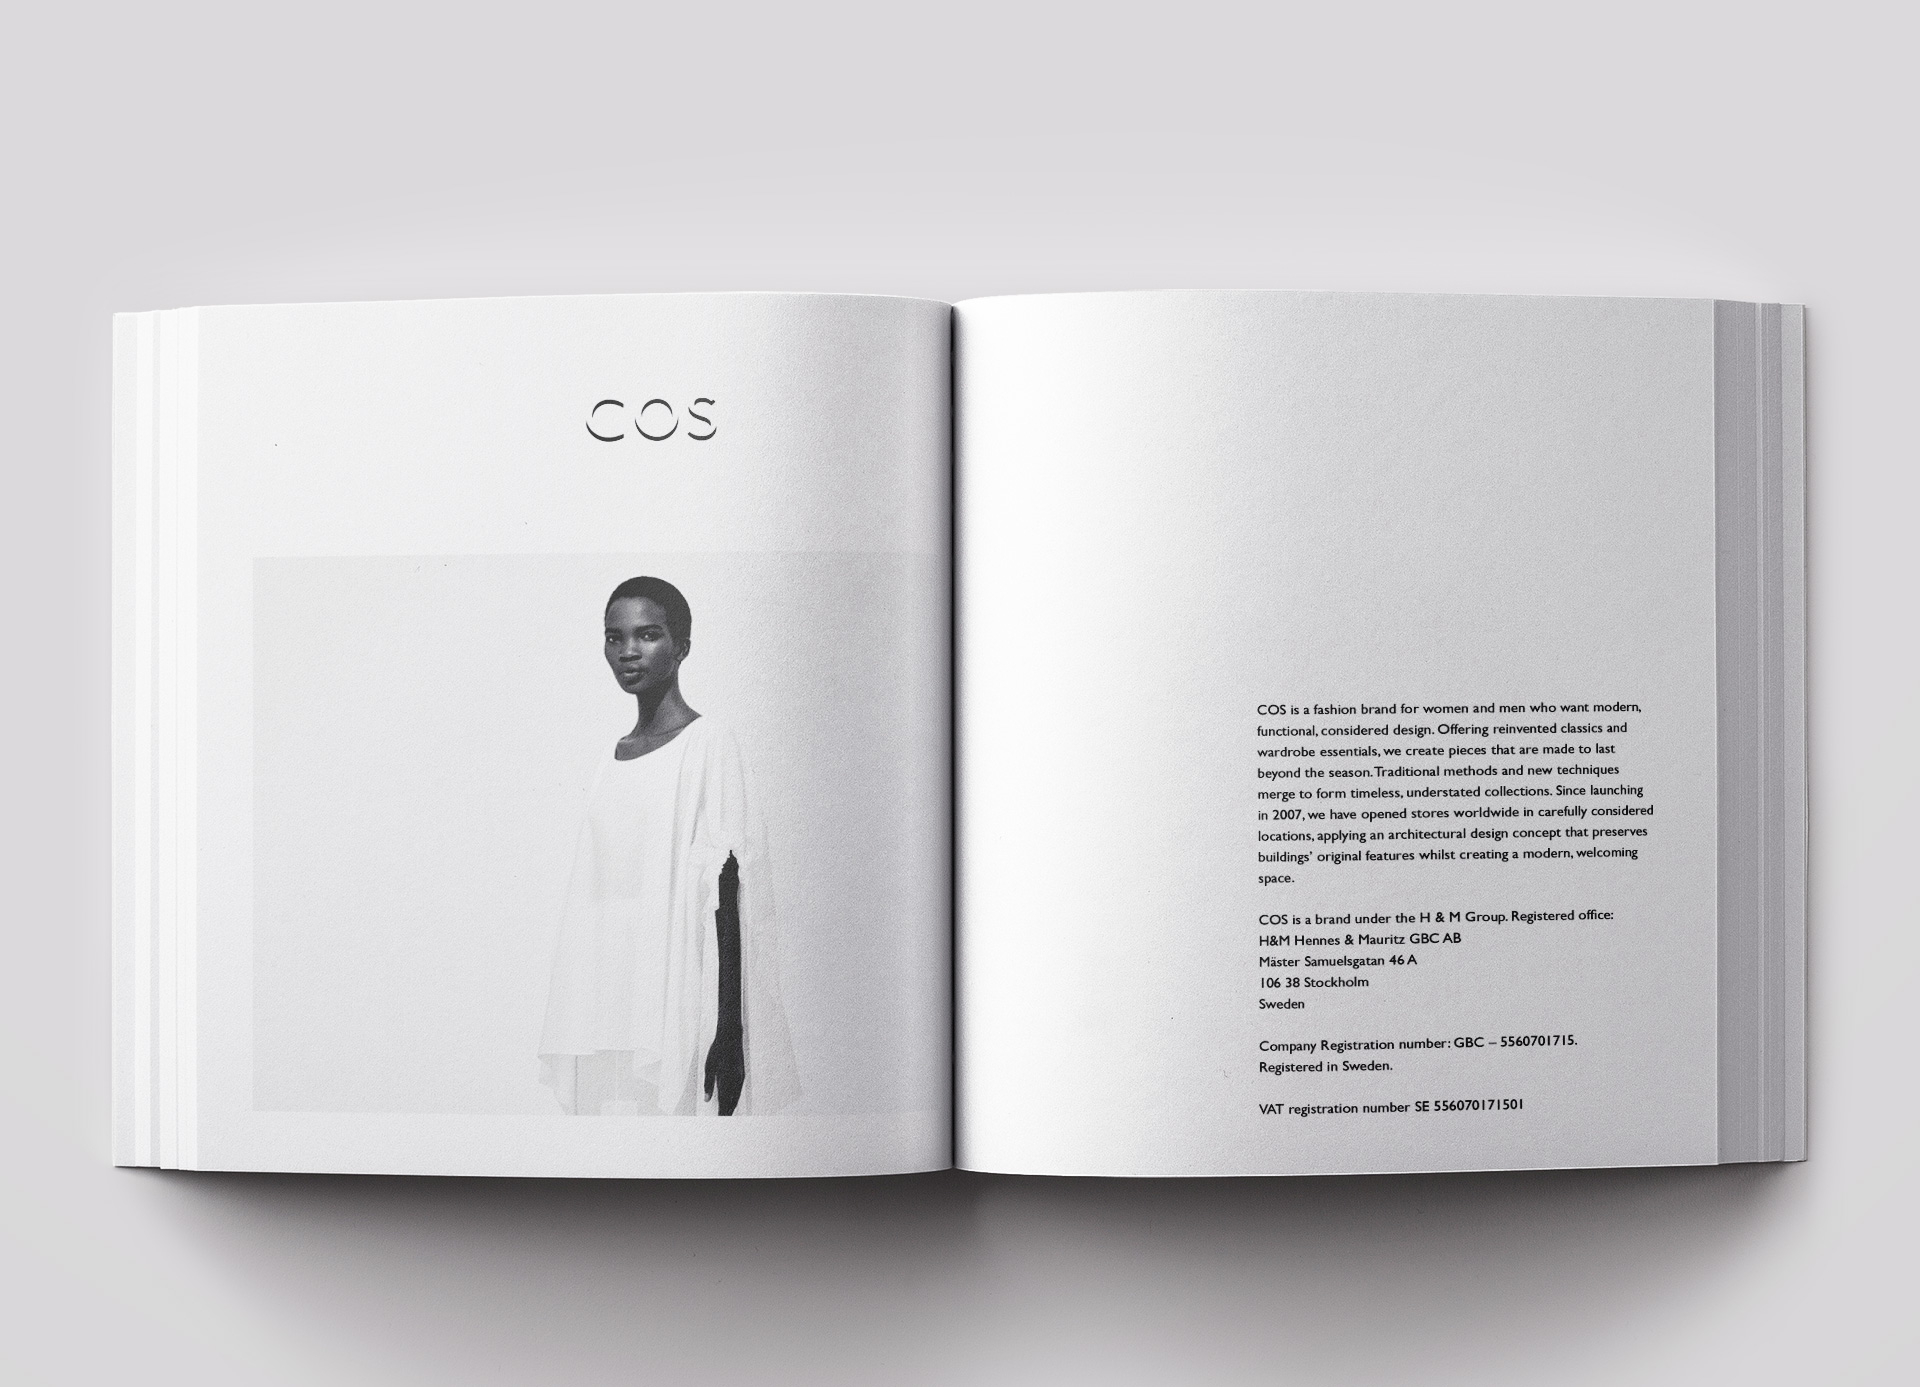 COS
COS is a fashion brand for women and men who want modern,
functional, considered design. Offering reinvented classics and
wardrobe essentials, we create pieces that are made to last
beyond the season. Traditional methods and new techniques
merge to form timeless, understated collections. Since launching
in 2007, we have opened stores worldwide in carefully considered
locations, applying an architectural design concept that preserves
buildings' original features whilst creating a modern, welcoming
space.
COS is a brand under the H & M Group. Registered office:
H&M Hennes & Mauritz GBC AB
Mäster Samuelsgatan 46 A
106 38 Stockholm
Sweden
Company Registration number: GBC – 5560701715.
Registered in Sweden.
VAT registration number SE 556070171501